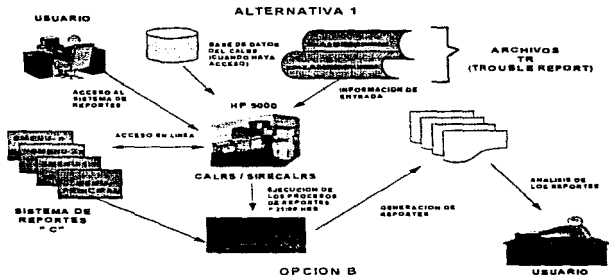 ALTERNATIVA 1
USUARIO
BASE DE DATOS
DEL CALRS
(CUANDO HAYA
ACCESO)
ARCHIVOS
TR
(TROUBLE REPORT)
ACCESO AL
SISTEMA DE
REPORTES
HP 9000
INFORMACION DE
ENTRADA
ACCESO EN LINEA
CALRS / SIRECALRS
PRINCIPAL
SISTEMA DE
REPORTES
"C"
EJECUCION DE
LOS PROCESOS
DE REPORTES
GENERACION DE
REPORTES
ANALISIS DE
LOS REPORTES
OPCION B
USUARIO